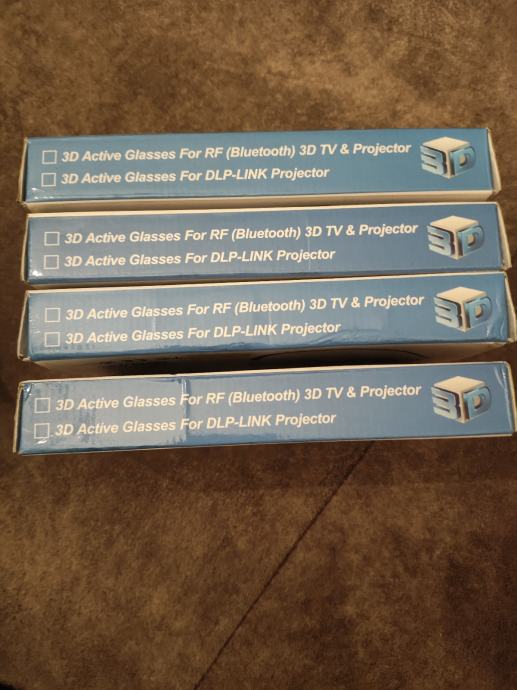 3D Active Glasses For RF (Bluetooth) 3D TV & Projector
3D Active Glasses For DLP-LINK Projector
3D
3D Active Glasses For RF (Bluetooth) 3D TV & Projector
3D Active Glasses For DLP-LINK Projector
3D
3D Active Glasses For RF (Bluetooth) 3D TV & Projector
3D Active Glasses For DLP-LINK Projector
3D
3D Active Glasses For RF (Bluetooth) 3D TV & Projector
3D Active Glasses For DLP-LINK Projector
3D